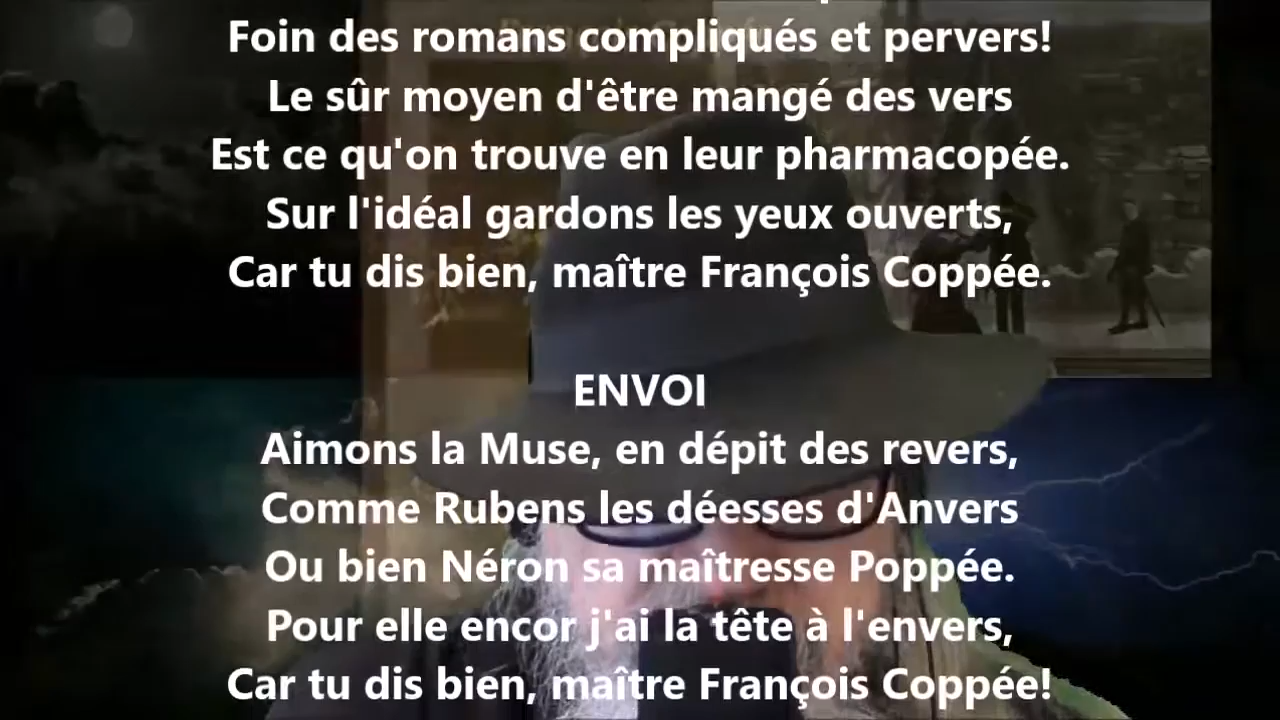 Foin des romans compliqués et pervers!
Le sûr moyen d'être mangé des vers
Est ce qu'on trouve en leur pharmacopée.
Sur l'idéal gardons les yeux ouverts,
Car tu dis bien, maître François Coppée.
ENVOI
Aimons la Muse, en dépit des revers,
Comme Rubens les déesses d'Anvers
Ou bien Néron sa maîtresse Poppée.
Pour elle encor j'ai la tête à l'envers,
Car tu dis bien, maître François Coppée!